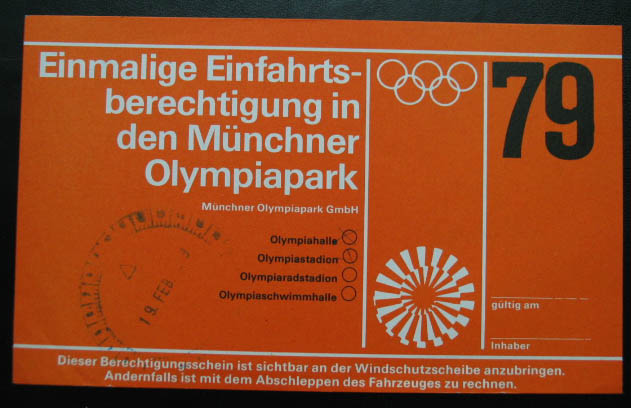 Einmalige Einfahrts-
berechtigung in
den Münchner
Olympiapark
Münchner Olympiapark GmbH
Olympiahalle
Olympiastadion
Olympiaradstadion
Olympiaschwimmhalle
19. FEB.
79
gültig am
Inhaber
Dieser Berechtigungsschein ist sichtbar an der Windschutzscheibe anzubringen.
Andernfalls ist mit dem Abschleppen des Fahrzeuges zu rechnen.